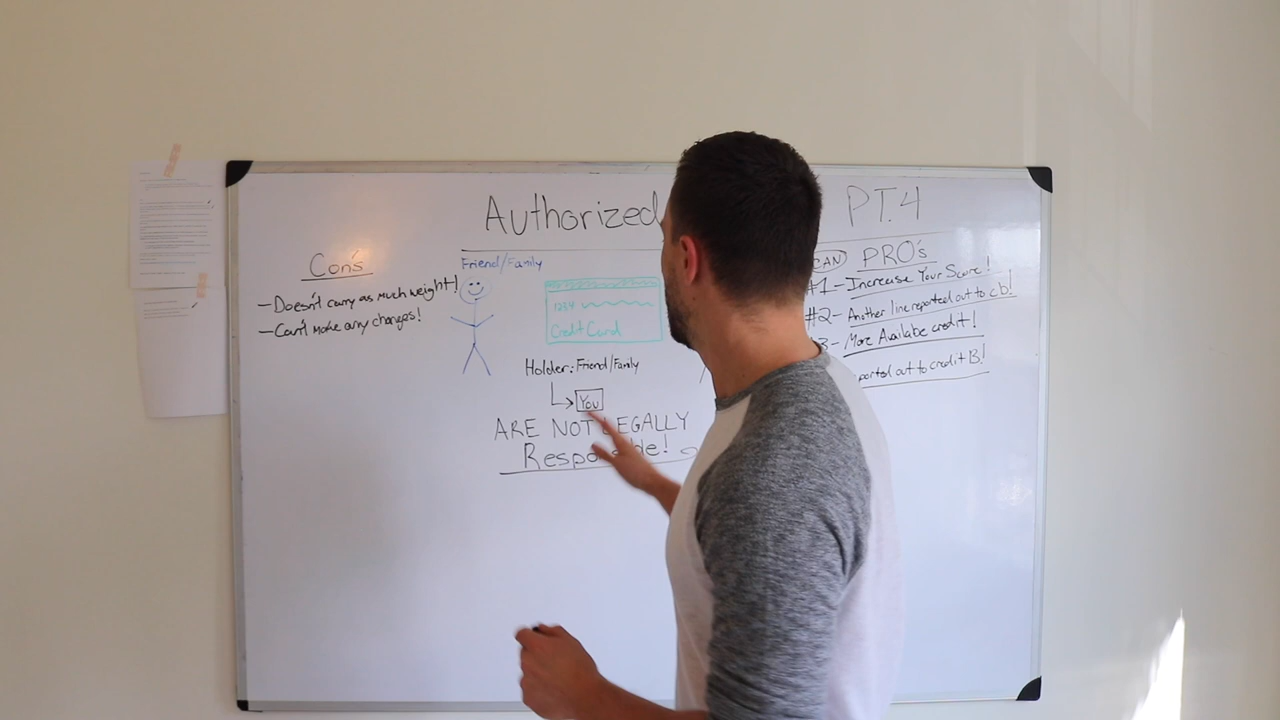 Authorized PT.4
Con's
—Doesn't carry as much weight!
—Can't make any changes!
Friend/Family
1234
Credit Card
Holder: Friend/Family
You
ARE NOT LEGALLY
Responsible!
CAN PRO's
#1- Increase Your Score!
#2- Another line reported out to cb!
3- More Available credit!
ported out to credit B!